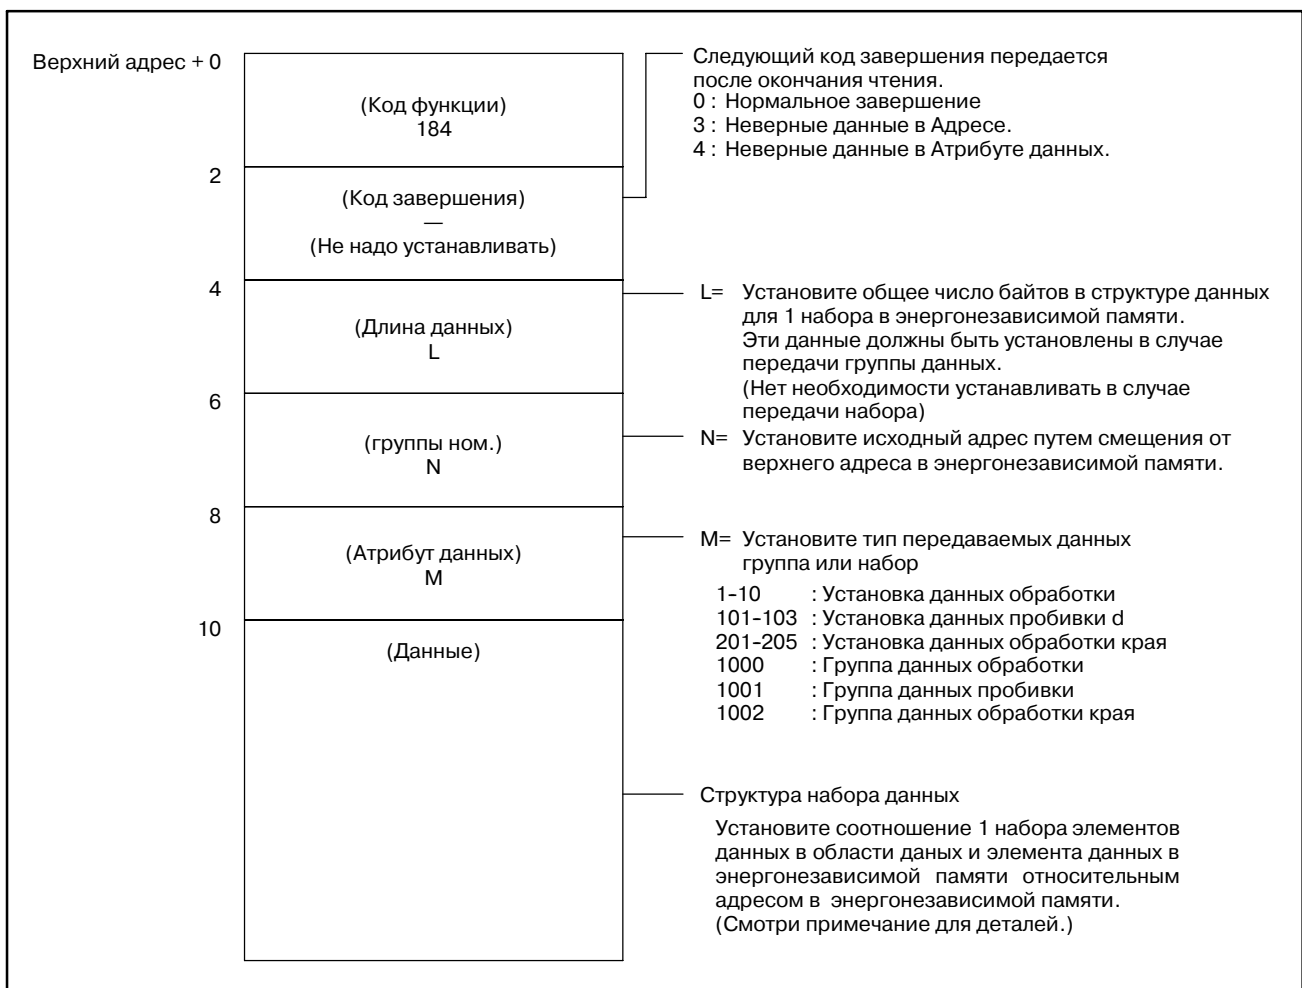 Верхний адрес + 0
(Код функции)
184
Следующий код завершения передается
после окончания чтения.
0 : Нормальное завершение
3 : Неверные данные в Адресе.
4 : Неверные данные в Атрибуте данных.
2
(Код завершения)
—
(Не надо устанавливать)
4
(Длина данных)
L
L= Установите общее число байтов в структуре данных
для 1 набора в энергонезависимой памяти.
Эти данные должны быть установлены в случае
передачи группы данных.
(Нет необходимости устанавливать в случае
передачи набора)
6
(группы ном.)
N
N= Установите исходный адрес путем смещения от
верхнего адреса в энергонезависимой памяти.
8
(Атрибут данных)
M
M= Установите тип передаваемых данных
группа или набор
1-10 : Установка данных обработки
101-103 : Установка данных пробивки d
201-205 : Установка данных обработки края
1000 : Группа данных обработки
1001 : Группа данных пробивки
1002 : Группа данных обработки края
10
(Данные)
Структура набора данных
Установите соотношение 1 набора элементов
данных в области даных и элемента данных в
энергонезависимой памяти относительным
адресом в энергонезависимой памяти.
(Смотри примечание для деталей.)